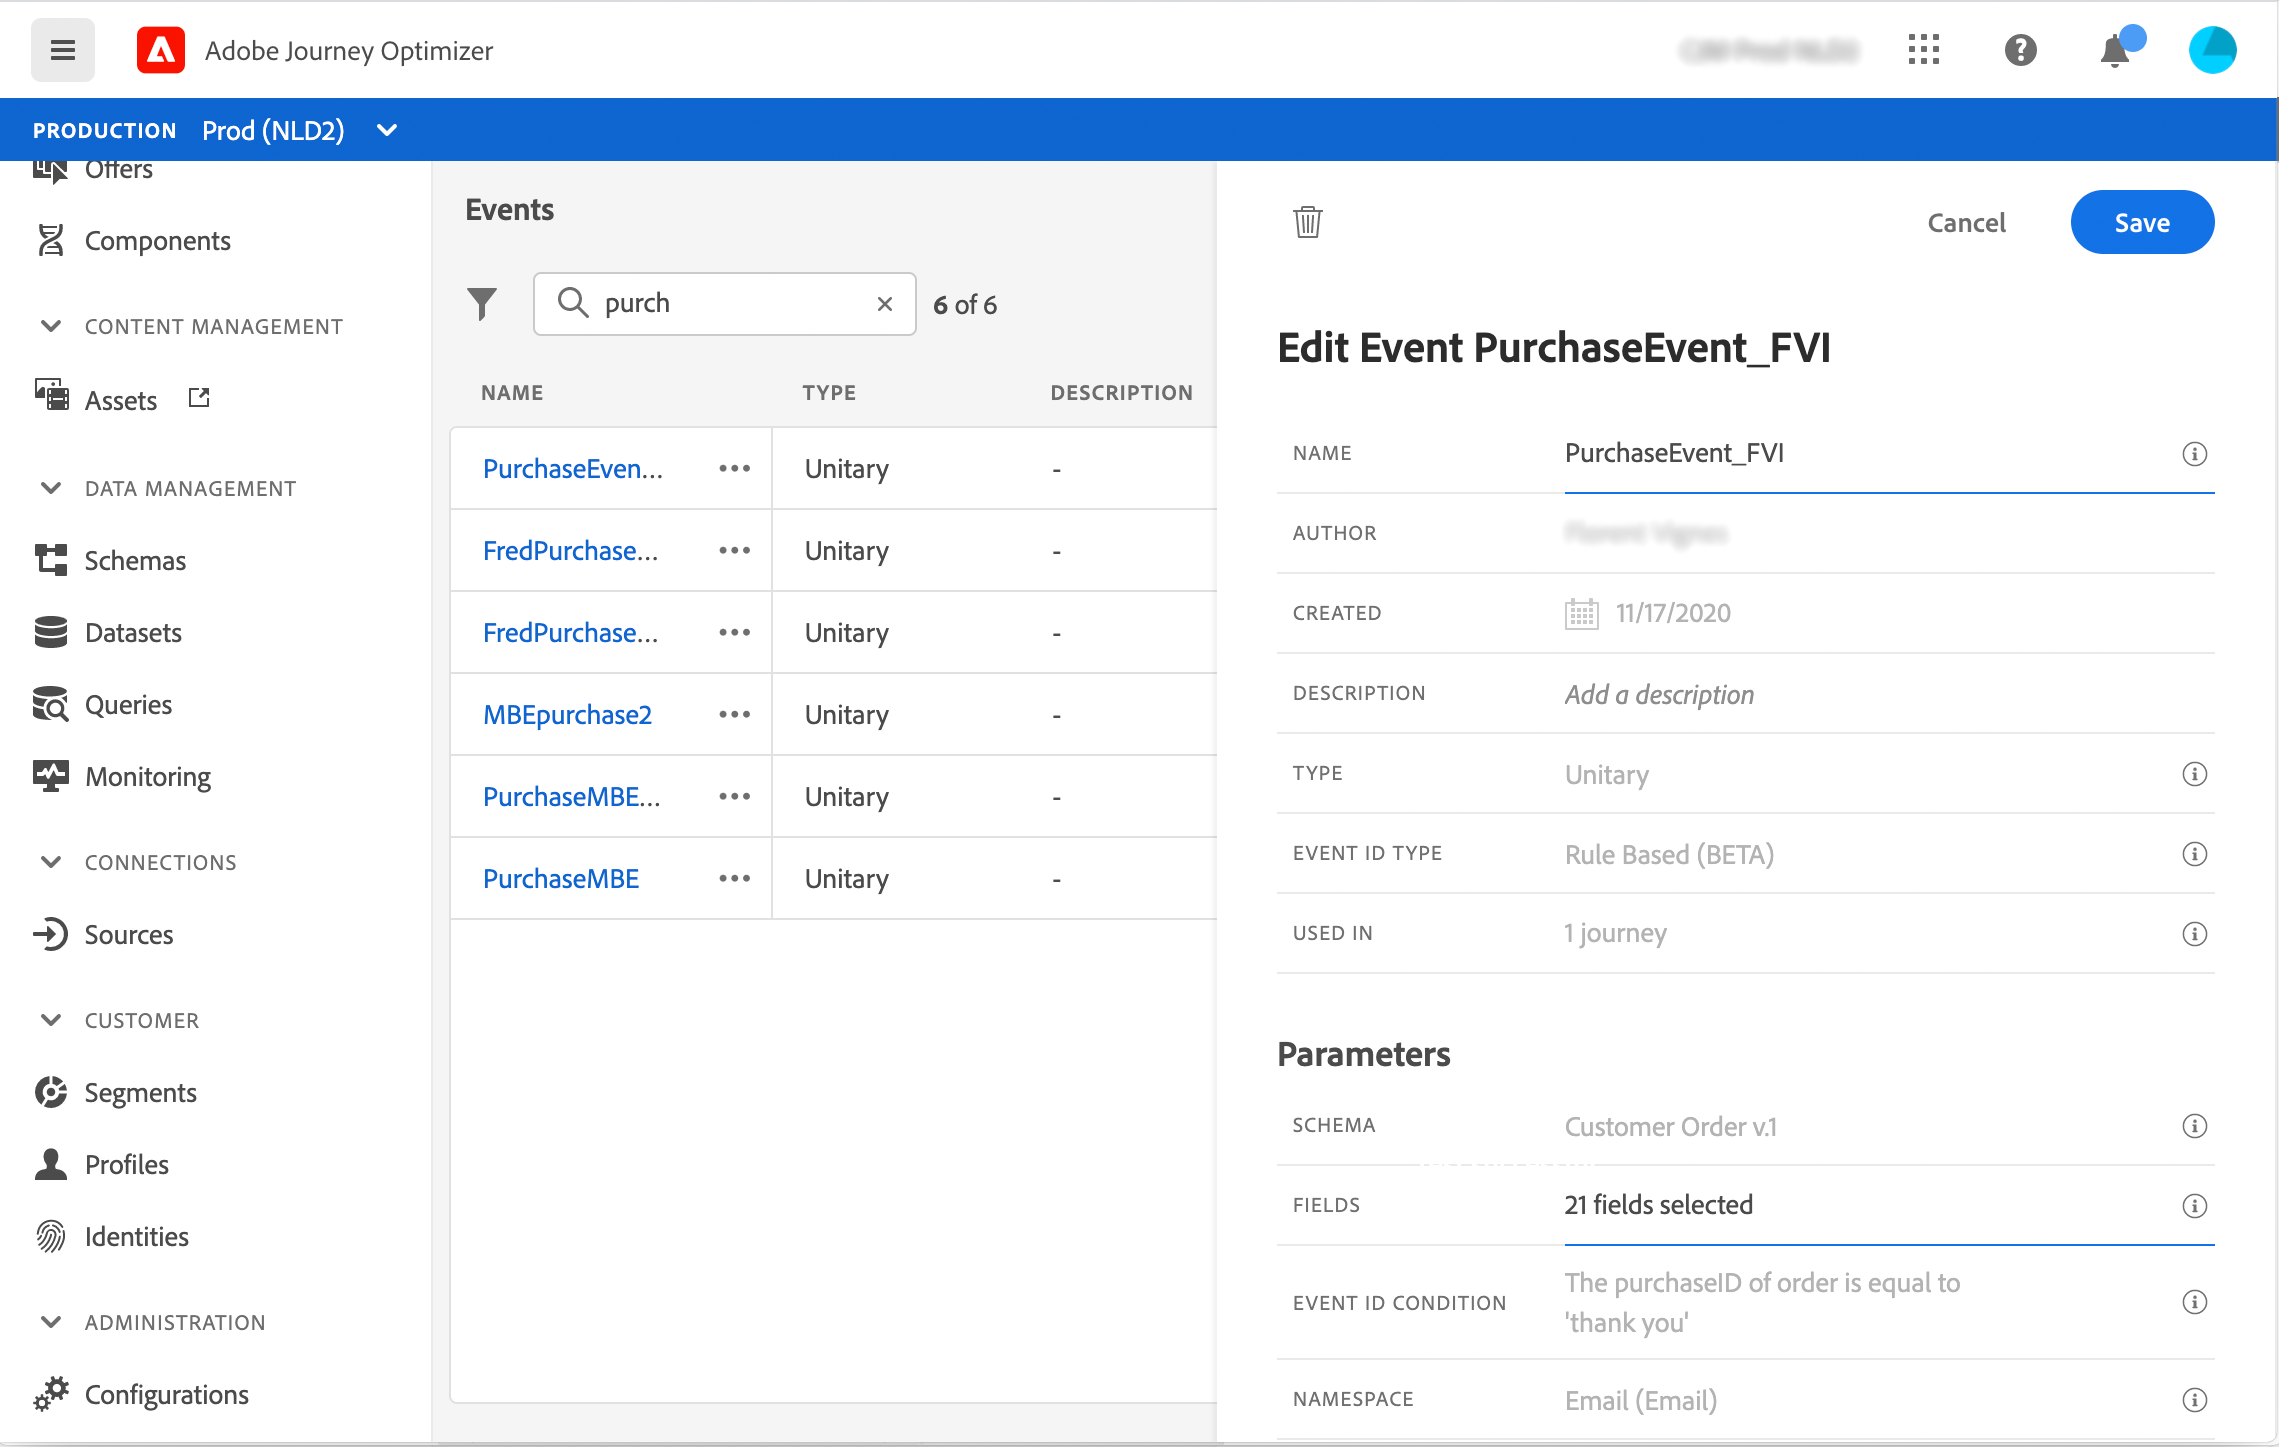 Adobe Journey Optimizer
PRODUCTION Prod (NLD2)
Offers
Components
CONTENT MANAGEMENT
Assets
DATA MANAGEMENT
Schemas
Datasets
Queries
Monitoring
CONNECTIONS
Sources
CUSTOMER
Segments
Profiles
Identities
ADMINISTRATION
Configurations
Events
purch
6 of 6
NAME TYPE DESCRIPTION
PurchaseEven... Unitary -
FredPurchase... Unitary -
FredPurchase... Unitary -
MBEpurchase2 Unitary -
PurchaseMBE... Unitary -
PurchaseMBE Unitary -
Cancel Save
Edit Event PurchaseEvent_FVI
NAME PurchaseEvent_FVI
AUTHOR
CREATED 11/17/2020
DESCRIPTION Add a description
TYPE Unitary
EVENT ID TYPE Rule Based (BETA)
USED IN 1 journey
Parameters
SCHEMA Customer Order v.1
FIELDS 21 fields selected
EVENT ID CONDITION The purchaseID of order is equal to
'thank you'
NAMESPACE Email (Email)